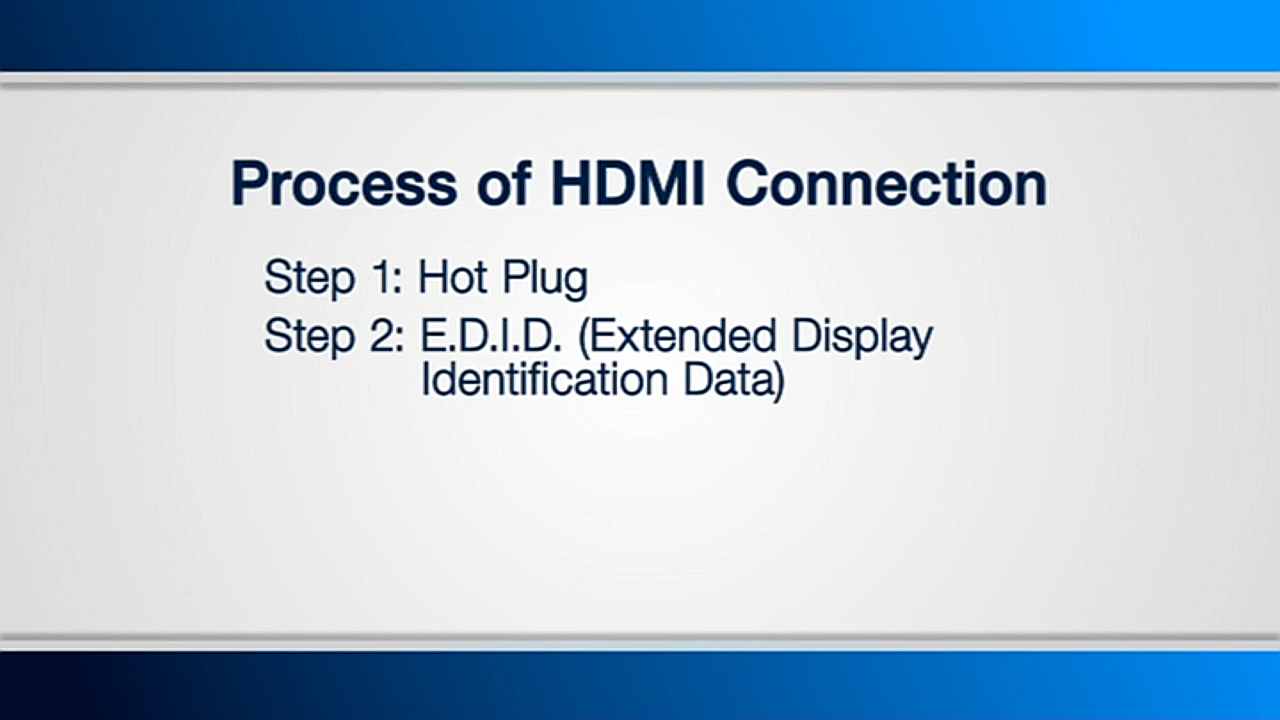 Process of HDMI Connection
Step 1: Hot Plug
Step 2: E.D.I.D. (Extended Display
Identification Data)